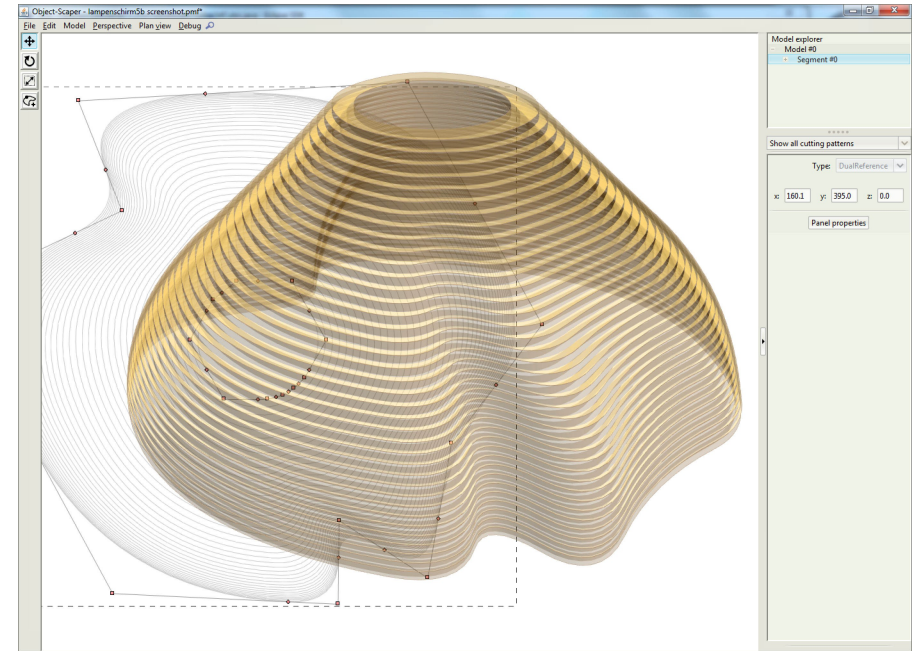 Object-Scaper - lampenschirm5b screenshot.pmf*
File Edit Model Perspective Plan view Debug
Model explorer
Model #0
Segment #0
Show all cutting patterns
Type: DualReference
x: 160.1 y: 395.0 z: 0.0
Panel properties